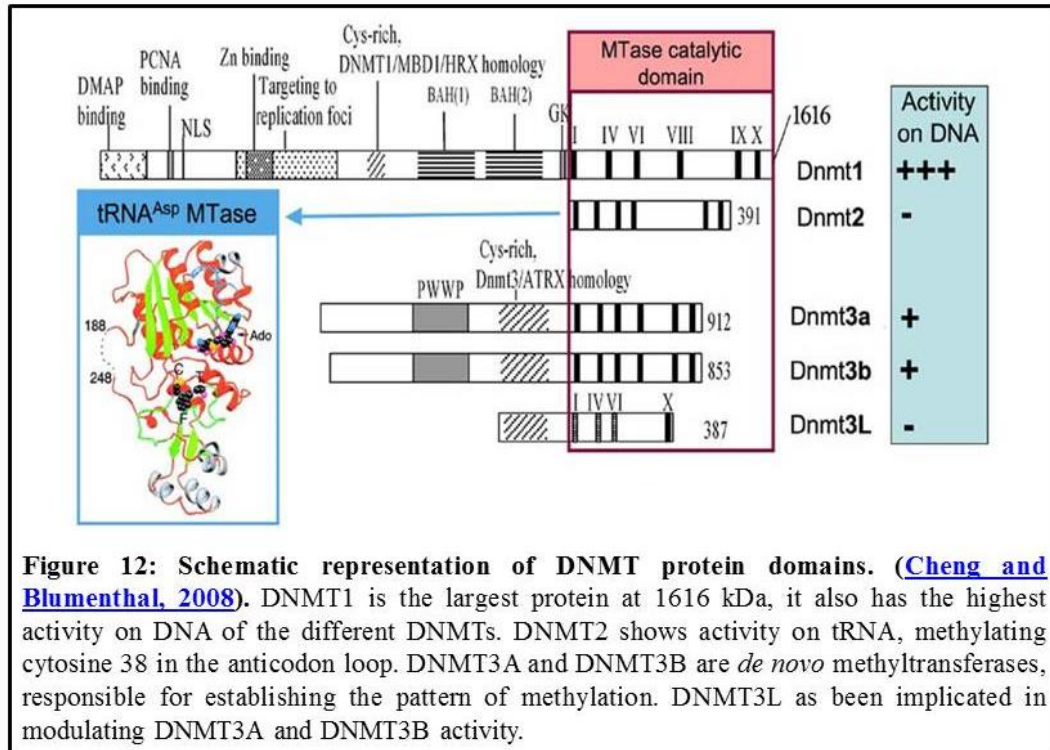 Cys-rich,
DNMT1/MBD1/HRX homology
MTase catalytic
domain
PCNA
binding
Zn binding
DMAP
binding
NLS
Targeting to
replication foci
BAH(1)
BAH(2)
GK
I IV VI VIII IX X
1616
Activity
on DNA
Dnmt1
+++
tRNAAsp MTase
391
Dnmt2
-
Cys-rich,
Dnmt3/ATRX homology
PWWP
188
248
Ado
C
T
F
912
Dnmt3a
+
853
Dnmt3b
+
I IV VI X
387
Dnmt3L
-
Figure 12: Schematic representation of DNMT protein domains. (Cheng and
Blumenthal, 2008). DNMT1 is the largest protein at 1616 kDa, it also has the highest
activity on DNA of the different DNMTs. DNMT2 shows activity on tRNA, methylating
cytosine 38 in the anticodon loop. DNMT3A and DNMT3B are de novo methyltransferases,
responsible for establishing the pattern of methylation. DNMT3L as been implicated in
modulating DNMT3A and DNMT3B activity.